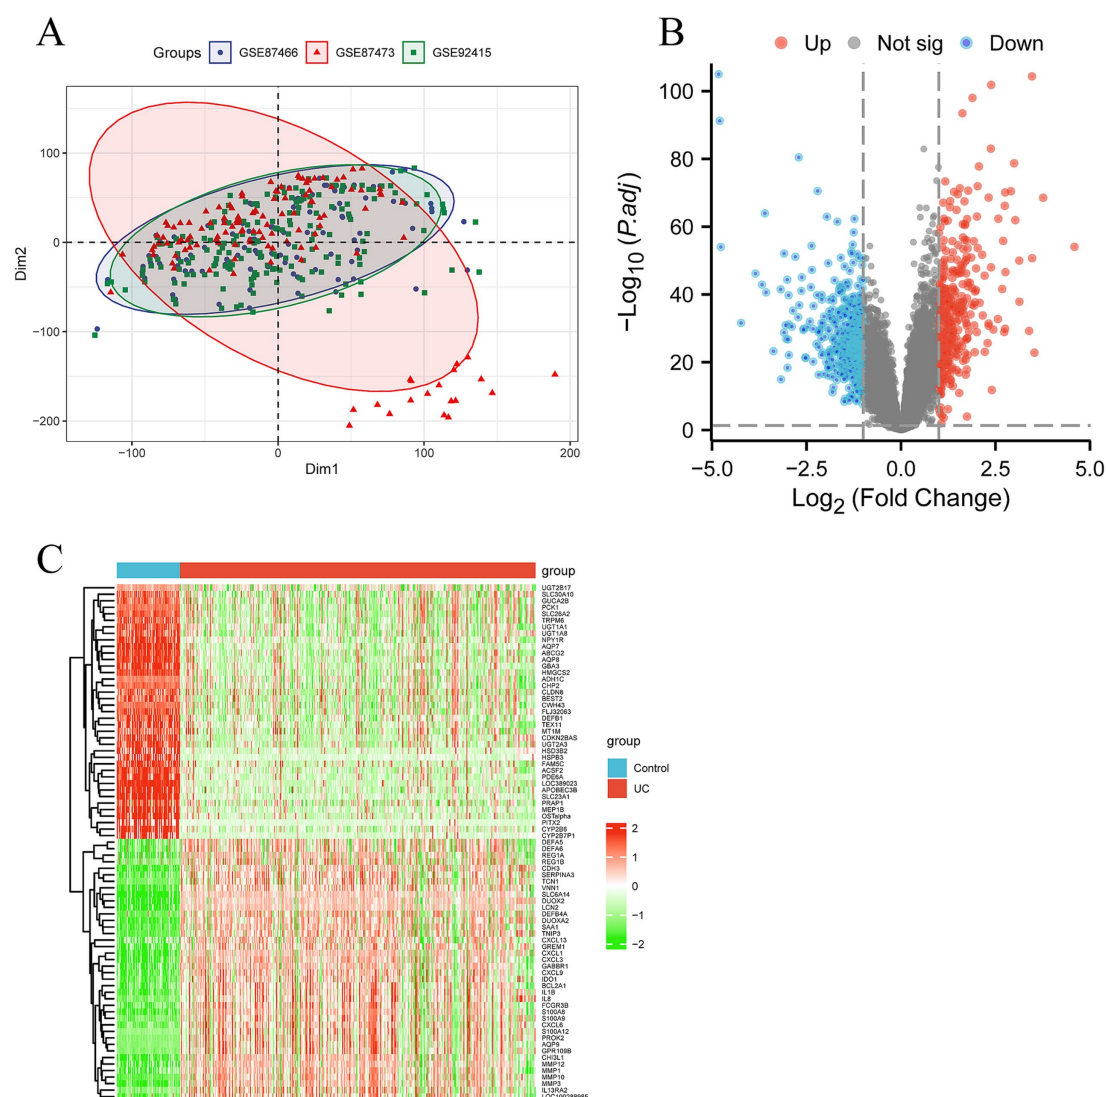 A
Groups GSE87466 GSE87473 GSE92415
100
0
−100
−200
Dim2
−100 0 100 200
Dim1
B
Up Not sig Down
100
80
60
40
20
0
−Log10 (P.adj)
−5.0 −2.5 0.0 2.5 5.0
Log2 (Fold Change)
C
group
UGT2B17
SLC30A10
GUCA2B
PCK1
SLC26A2
TRPM6
UGT1A1
UGT1A8
NPY1R
AQP7
ABCG2
AQP8
GBA3
HMGCS2
ADH1C
CHP2
CLDN8
BEST2
CWH43
FLJ32063
DEFB1
TEX11
MT1M
CDKN2BAS
UGT2A3
HSD3B2
HSPB3
FAM5C
ACSF2
PDE6A
LOC389023
APOBEC3B
SLC23A1
PRAP1
MEP1B
OSTalpha
PITX2
CYP2B6
CYP2B7P1
DEFA5
DEFA6
REG1A
REG1B
CDH3
SERPINA3
TCN1
VNN1
SLC6A14
DUOX2
LCN2
DEFB4A
DUOXA2
SAA1
TNIP3
CXCL13
GREM1
CXCL1
CXCL3
GABBR1
CXCL9
IDO1
BCL2A1
IL1B
IL8
FCGR3B
S100A8
S100A9
CXCL6
S100A12
PROK2
AQP9
GPR109B
CHI3L1
MMP12
MMP1
MMP10
MMP3
IL13RA2
group
Control
UC
2
1
0
−1
−2